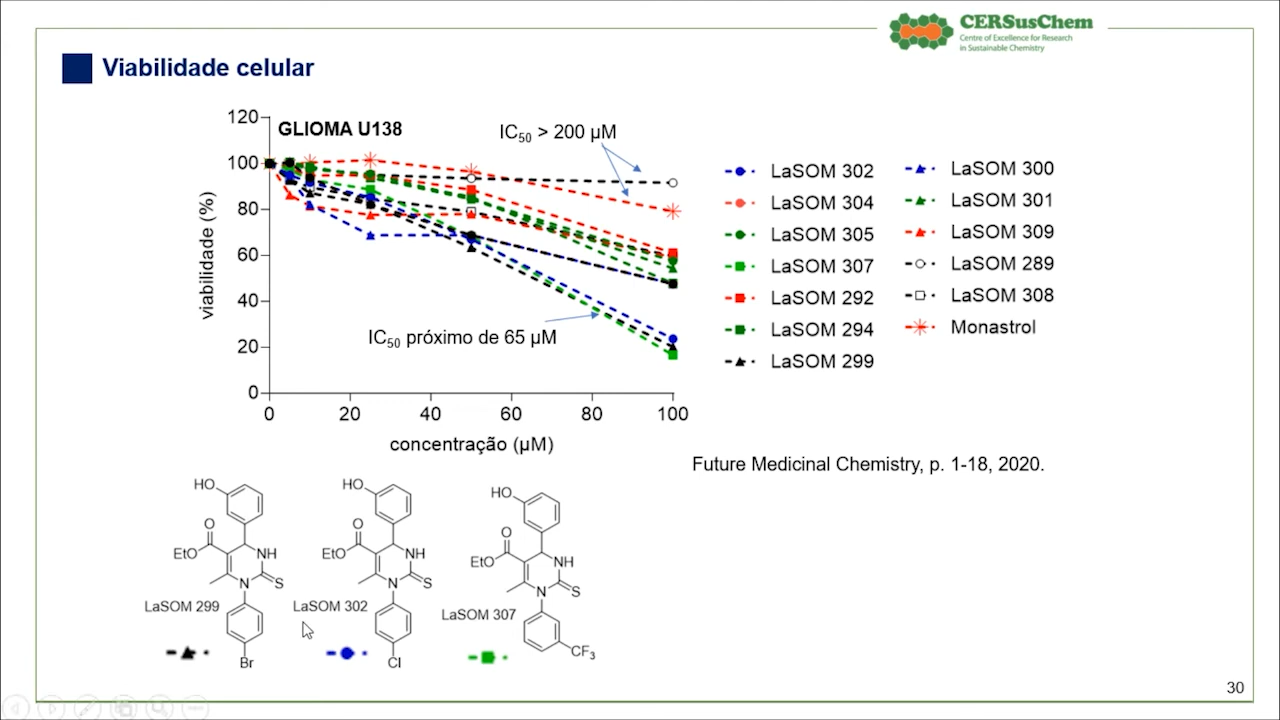 CERSusChem
Centre of Excellence for Research
in Sustainable Chemistry
Viabilidade celular
GLIOMA U138
IC50 > 200 µM
IC50 próximo de 65 µM
viabilidade (%)
120
100
80
60
40
20
0
0 20 40 60 80 100
concentração (µM)
LaSOM 302
LaSOM 304
LaSOM 305
LaSOM 307
LaSOM 292
LaSOM 294
LaSOM 299
LaSOM 300
LaSOM 301
LaSOM 309
LaSOM 289
LaSOM 308
Monastrol
Future Medicinal Chemistry, p. 1-18, 2020.
HO
O
EtO
NH
N
S
LaSOM 299
Br
HO
O
EtO
NH
N
S
LaSOM 302
Cl
HO
O
EtO
NH
N
S
LaSOM 307
CF3
30